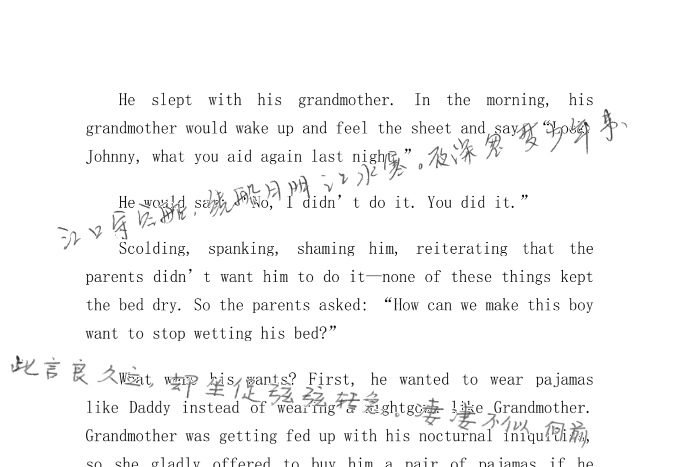 He slept with his grandmother. In the morning, his
grandmother would wake up and feel the sheet and say, “Look,
Johnny, what you aid again last night.”
江口守空船，绕船月明江水寒。夜深忽梦少年事、
He would say, “No, I didn’t do it. You did it.”
Scolding, spanking, shaming him, reiterating that the
parents didn’t want him to do it—none of these things kept
the bed dry. So the parents asked: “How can we make this boy
want to stop wetting his bed?”
此言良久立，却坐促弦弦转急。凄凄不似向前
What were his wants? First, he wanted to wear pajamas
like Daddy instead of wearing a nightgown like Grandmother.
Grandmother was getting fed up with his nocturnal iniquities,
so she gladly offered to buy him a pair of pajamas if he